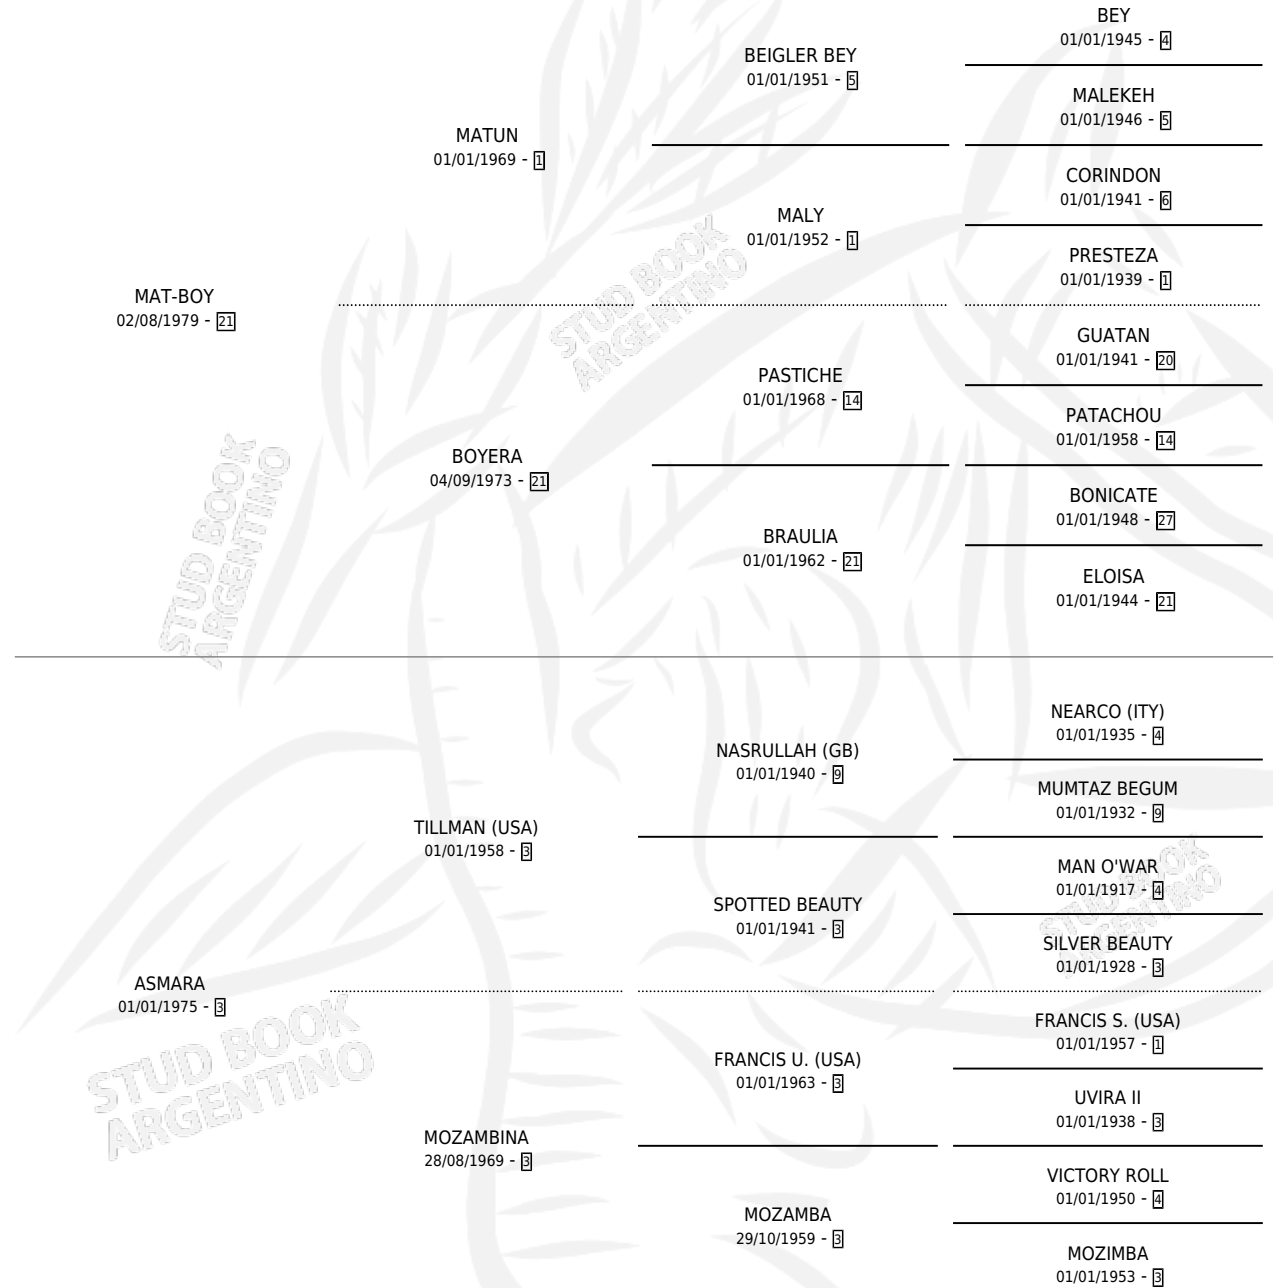 BEY
01/01/1945 - 4
BEIGLER BEY
01/01/1951 - 5
MALEKEH
01/01/1946 - 5
MATUN
01/01/1969 - 1
CORINDON
01/01/1941 - 6
MALY
01/01/1952 - 1
PRESTEZA
01/01/1939 - 1
MAT-BOY
02/08/1979 - 21
GUATAN
01/01/1941 - 20
PASTICHE
01/01/1968 - 14
PATACHOU
01/01/1958 - 14
BOYERA
04/09/1973 - 21
BONICATE
01/01/1948 - 27
BRAULIA
01/01/1962 - 21
ELOISA
01/01/1944 - 21
STUD BOOK
ARGENTINO
STUD BOOK
ARGENTINO
NEARCO (ITY)
01/01/1935 - 4
NASRULLAH (GB)
01/01/1940 - 9
MUMTAZ BEGUM
01/01/1932 - 9
TILLMAN (USA)
01/01/1958 - 3
MAN O'WAR
01/01/1917 - 4
SPOTTED BEAUTY
01/01/1941 - 3
SILVER BEAUTY
01/01/1928 - 3
STUD BOOK
ARGENTINO
ASMARA
01/01/1975 - 3
FRANCIS S. (USA)
01/01/1957 - 1
FRANCIS U. (USA)
01/01/1963 - 3
UVIRA II
01/01/1938 - 3
MOZAMBINA
28/08/1969 - 3
VICTORY ROLL
01/01/1950 - 4
MOZAMBA
29/10/1959 - 3
MOZIMBA
01/01/1953 - 3
STUD BOOK
ARGENTINO